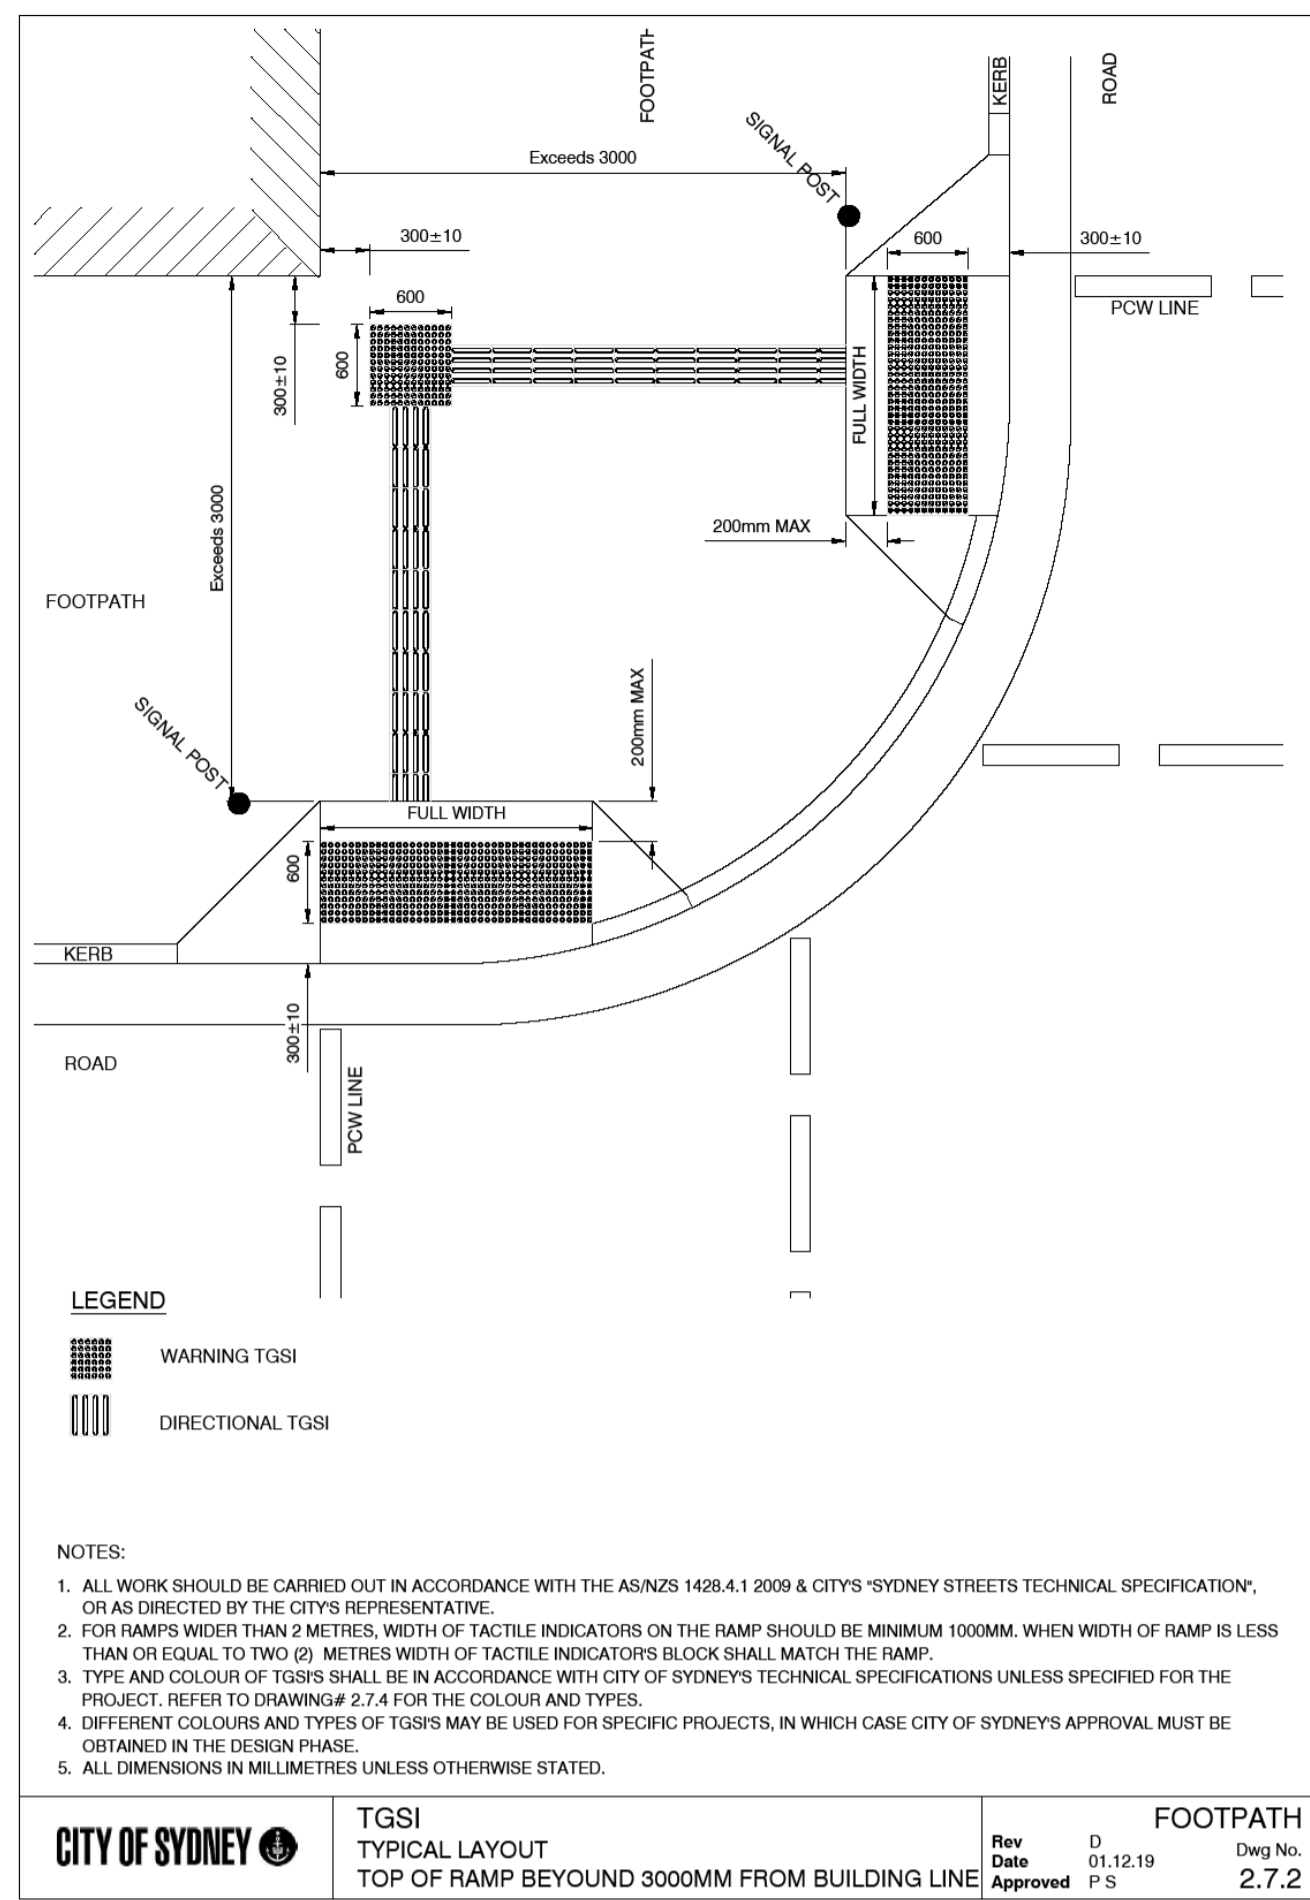 FOOTPATH
KERB
ROAD
SIGNAL POST
Exceeds 3000
300±10
600
300±10
PCW LINE
600
600
300±10
FULL WIDTH
Exceeds 3000
200mm MAX
FOOTPATH
SIGNAL POST
200mm MAX
FULL WIDTH
600
KERB
300±10
ROAD
PCW LINE
LEGEND
WARNING TGSI
DIRECTIONAL TGSI
NOTES:
1. ALL WORK SHOULD BE CARRIED OUT IN ACCORDANCE WITH THE AS/NZS 1428.4.1 2009 & CITY'S "SYDNEY STREETS TECHNICAL SPECIFICATION",
OR AS DIRECTED BY THE CITY'S REPRESENTATIVE.
2. FOR RAMPS WIDER THAN 2 METRES, WIDTH OF TACTILE INDICATORS ON THE RAMP SHOULD BE MINIMUM 1000MM. WHEN WIDTH OF RAMP IS LESS
THAN OR EQUAL TO TWO (2) METRES WIDTH OF TACTILE INDICATOR'S BLOCK SHALL MATCH THE RAMP.
3. TYPE AND COLOUR OF TGSI'S SHALL BE IN ACCORDANCE WITH CITY OF SYDNEY'S TECHNICAL SPECIFICATIONS UNLESS SPECIFIED FOR THE
PROJECT. REFER TO DRAWING# 2.7.4 FOR THE COLOUR AND TYPES.
4. DIFFERENT COLOURS AND TYPES OF TGSI'S MAY BE USED FOR SPECIFIC PROJECTS, IN WHICH CASE CITY OF SYDNEY'S APPROVAL MUST BE
OBTAINED IN THE DESIGN PHASE.
5. ALL DIMENSIONS IN MILLIMETRES UNLESS OTHERWISE STATED.
CITY OF SYDNEY
TGSI
TYPICAL LAYOUT
TOP OF RAMP BEYOUND 3000MM FROM BUILDING LINE
FOOTPATH
Rev D
Date 01.12.19
Approved P S
Dwg No.
2.7.2